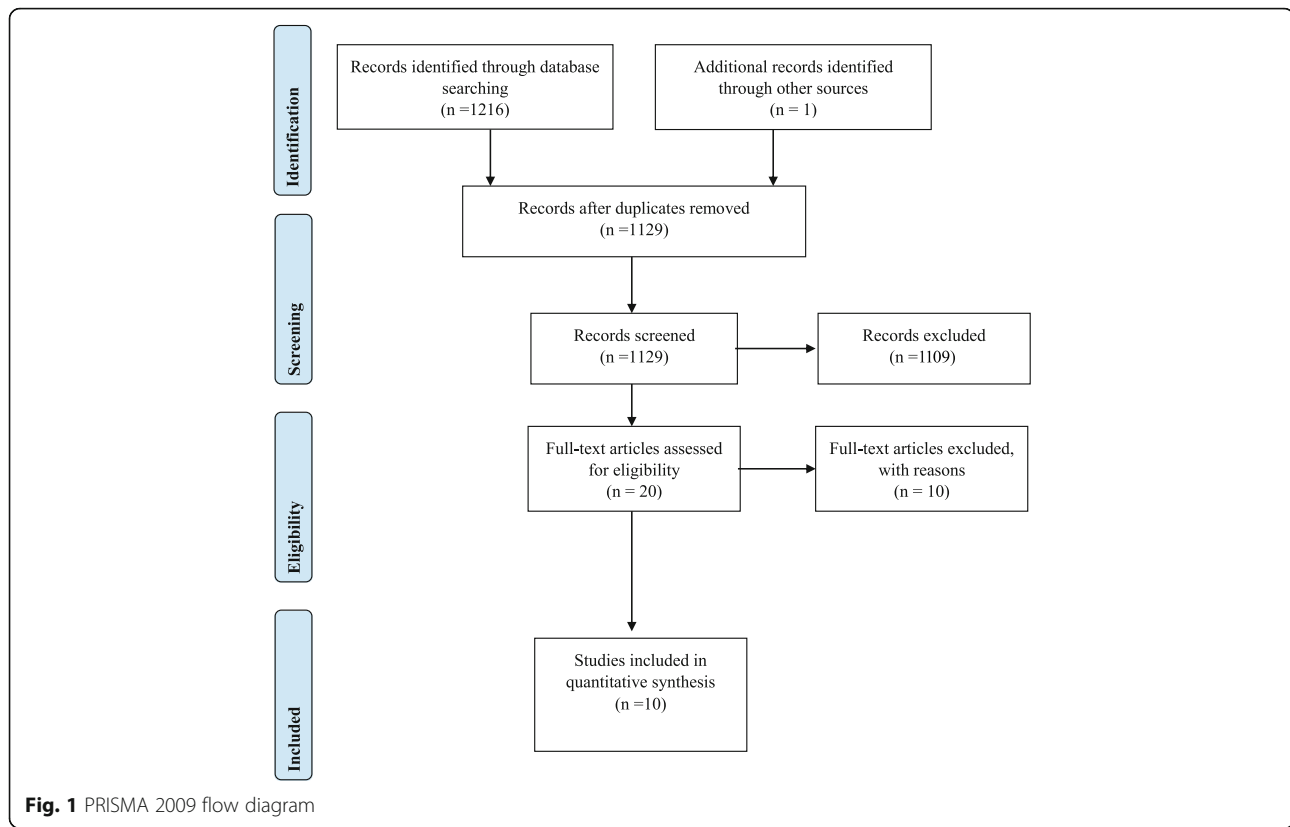 Identification
Records identified through database
searching
(n =1216)
Additional records identified
through other sources
(n = 1)
Records after duplicates removed
(n =1129)
Screening
Records screened
(n =1129)
Records excluded
(n =1109)
Eligibility
Full-text articles assessed
for eligibility
(n = 20)
Full-text articles excluded,
with reasons
(n = 10)
Included
Studies included in
quantitative synthesis
(n =10)
Fig. 1 PRISMA 2009 flow diagram